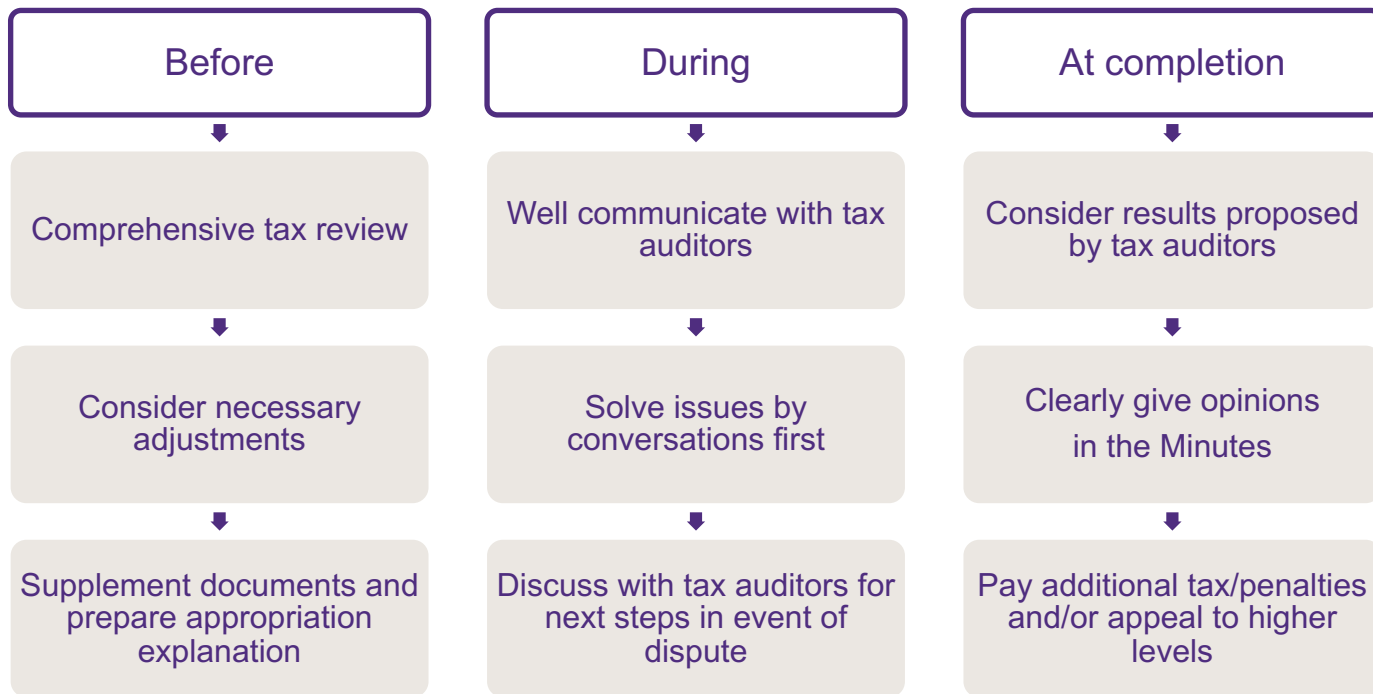 Before
Comprehensive tax review
Consider necessary
adjustments
Supplement documents and
prepare appropriation
explanation
During
Well communicate with tax
auditors
Solve issues by
conversations first
Discuss with tax auditors for
next steps in event of
dispute
At completion
Consider results proposed
by tax auditors
Clearly give opinions
in the Minutes
Pay additional tax/penalties
and/or appeal to higher
levels